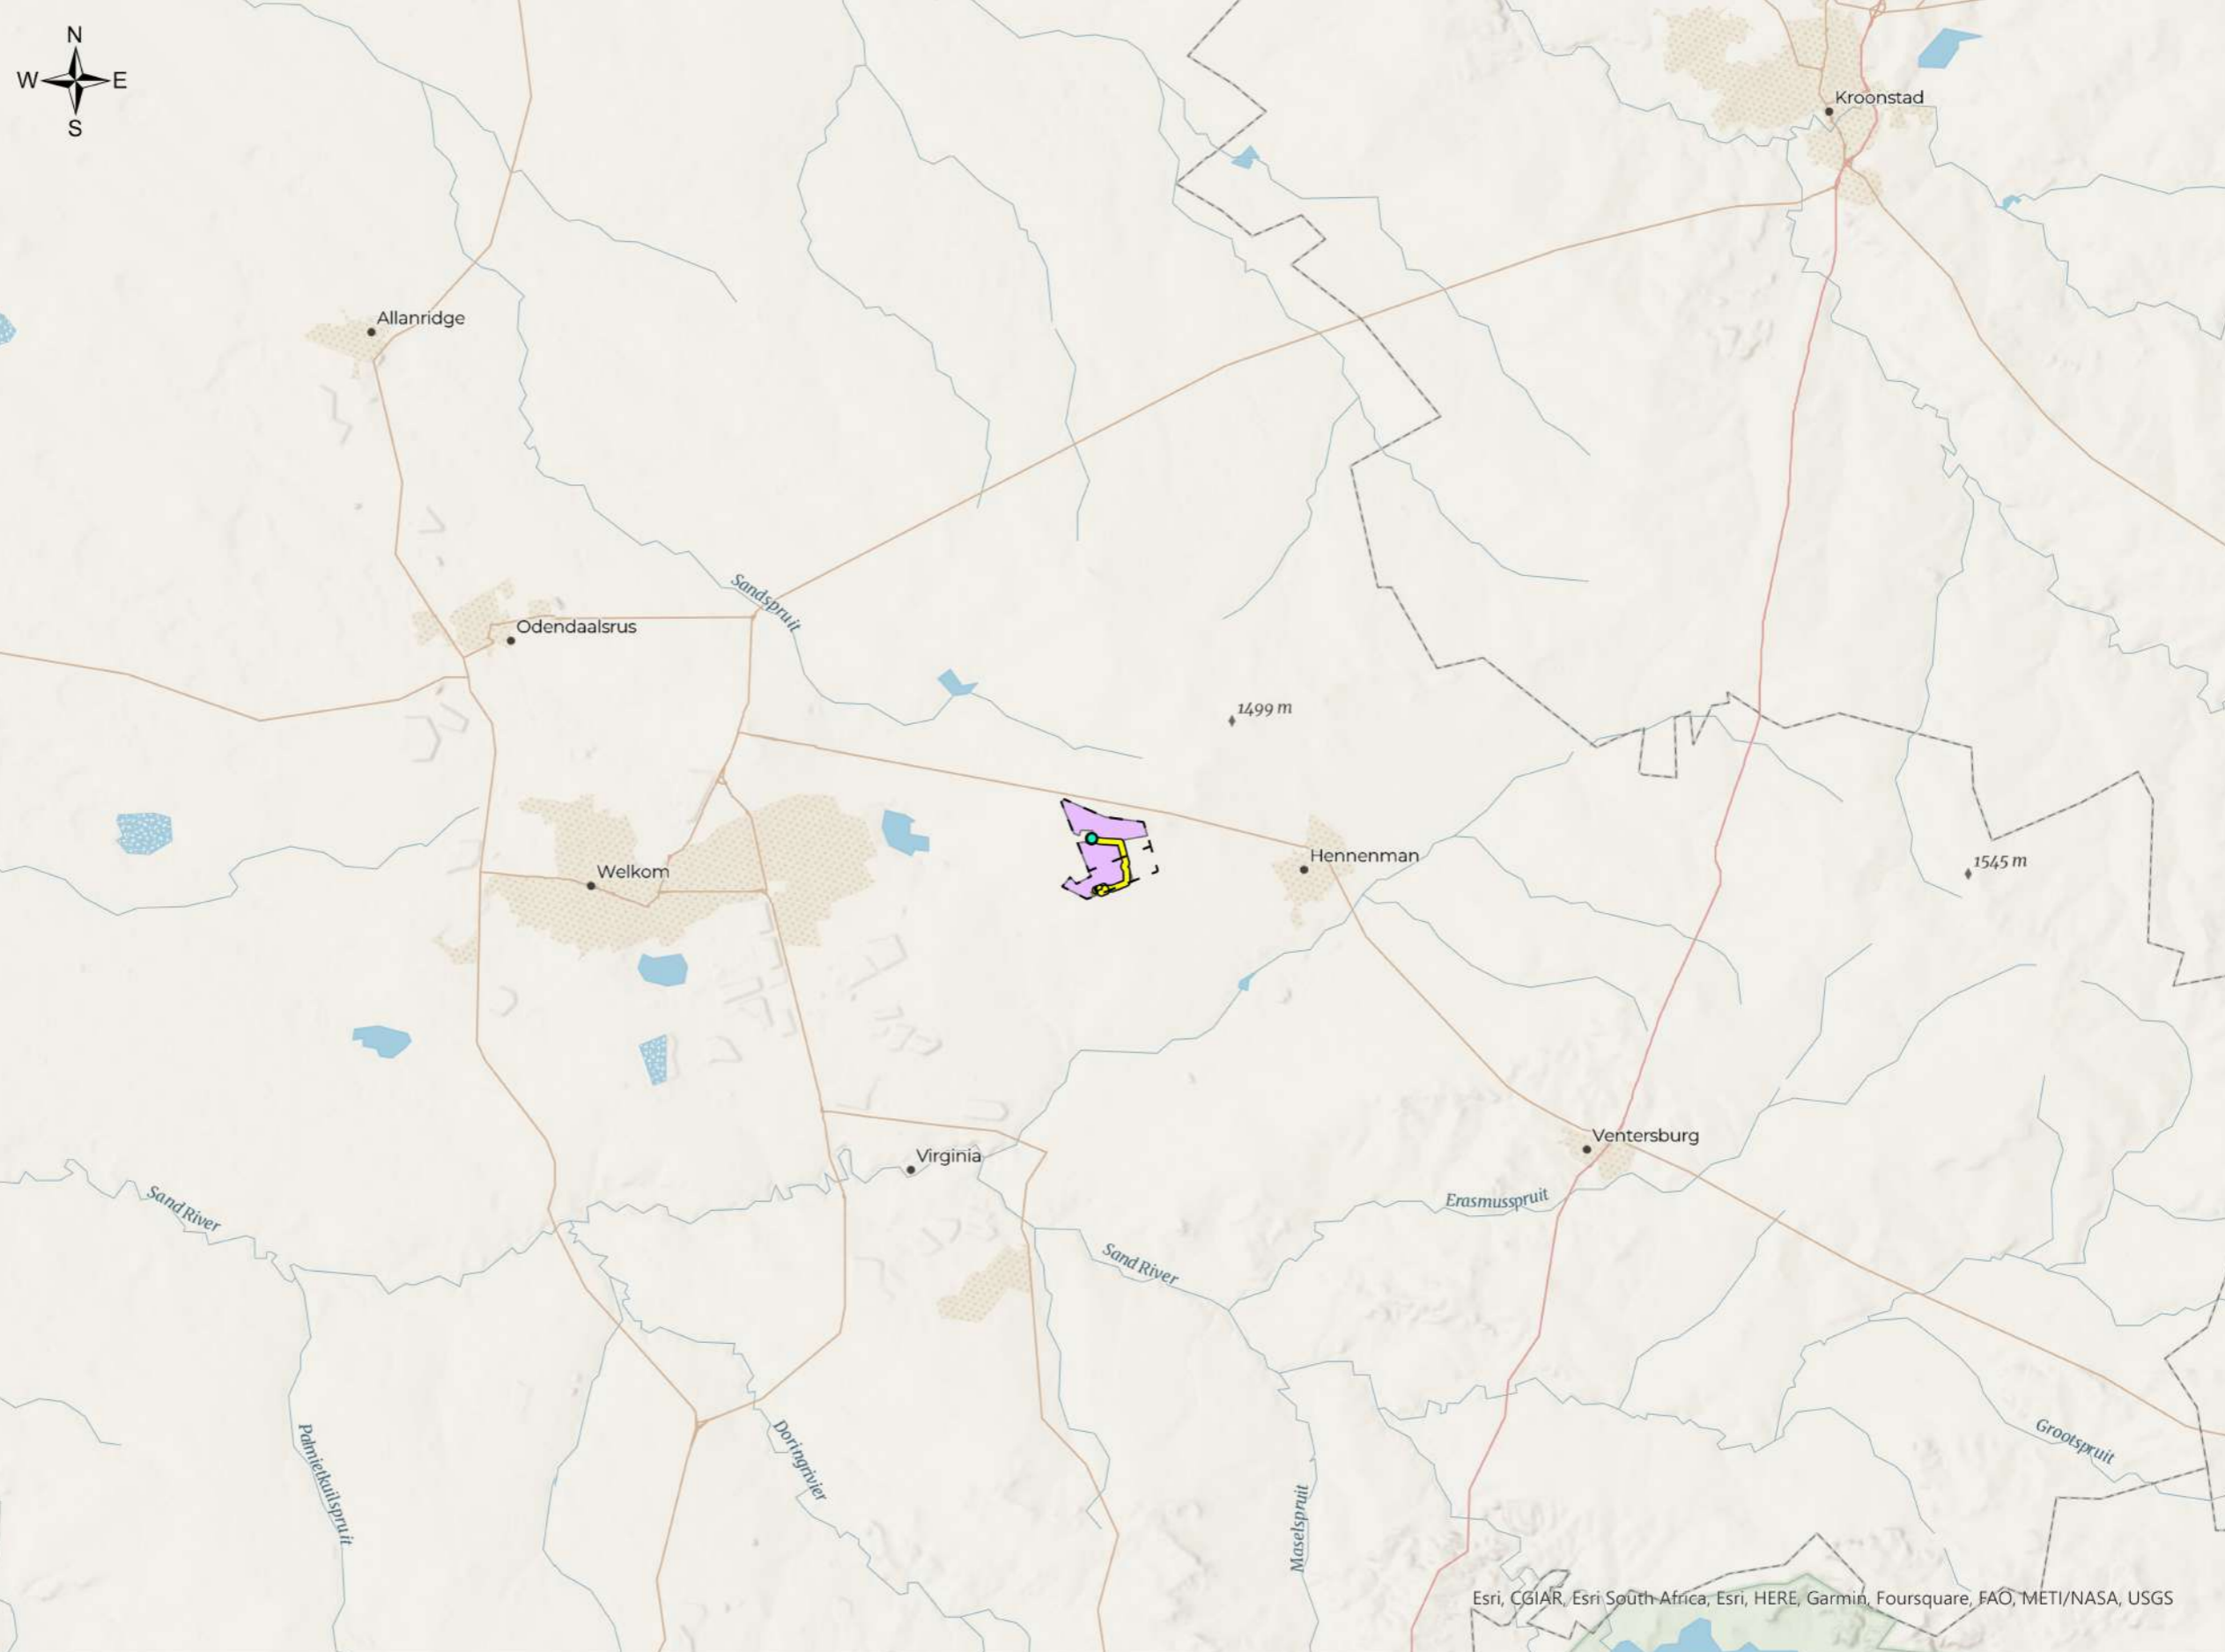 N
W E
S
Kroonstad
Allanridge
Sandspruit
Odendaalsrus
1499 m
Hennenman
1545 m
Welkom
Ventersburg
Virginia
Sand River
Erasmusspruit
Sand River
Palmietkuilspruit
Doringrivier
Grootspruit
Maselspruit
Esri, CGIAR, Esri South Africa, Esri, HERE, Garmin, Foursquare, FAO, METI/NASA, USGS